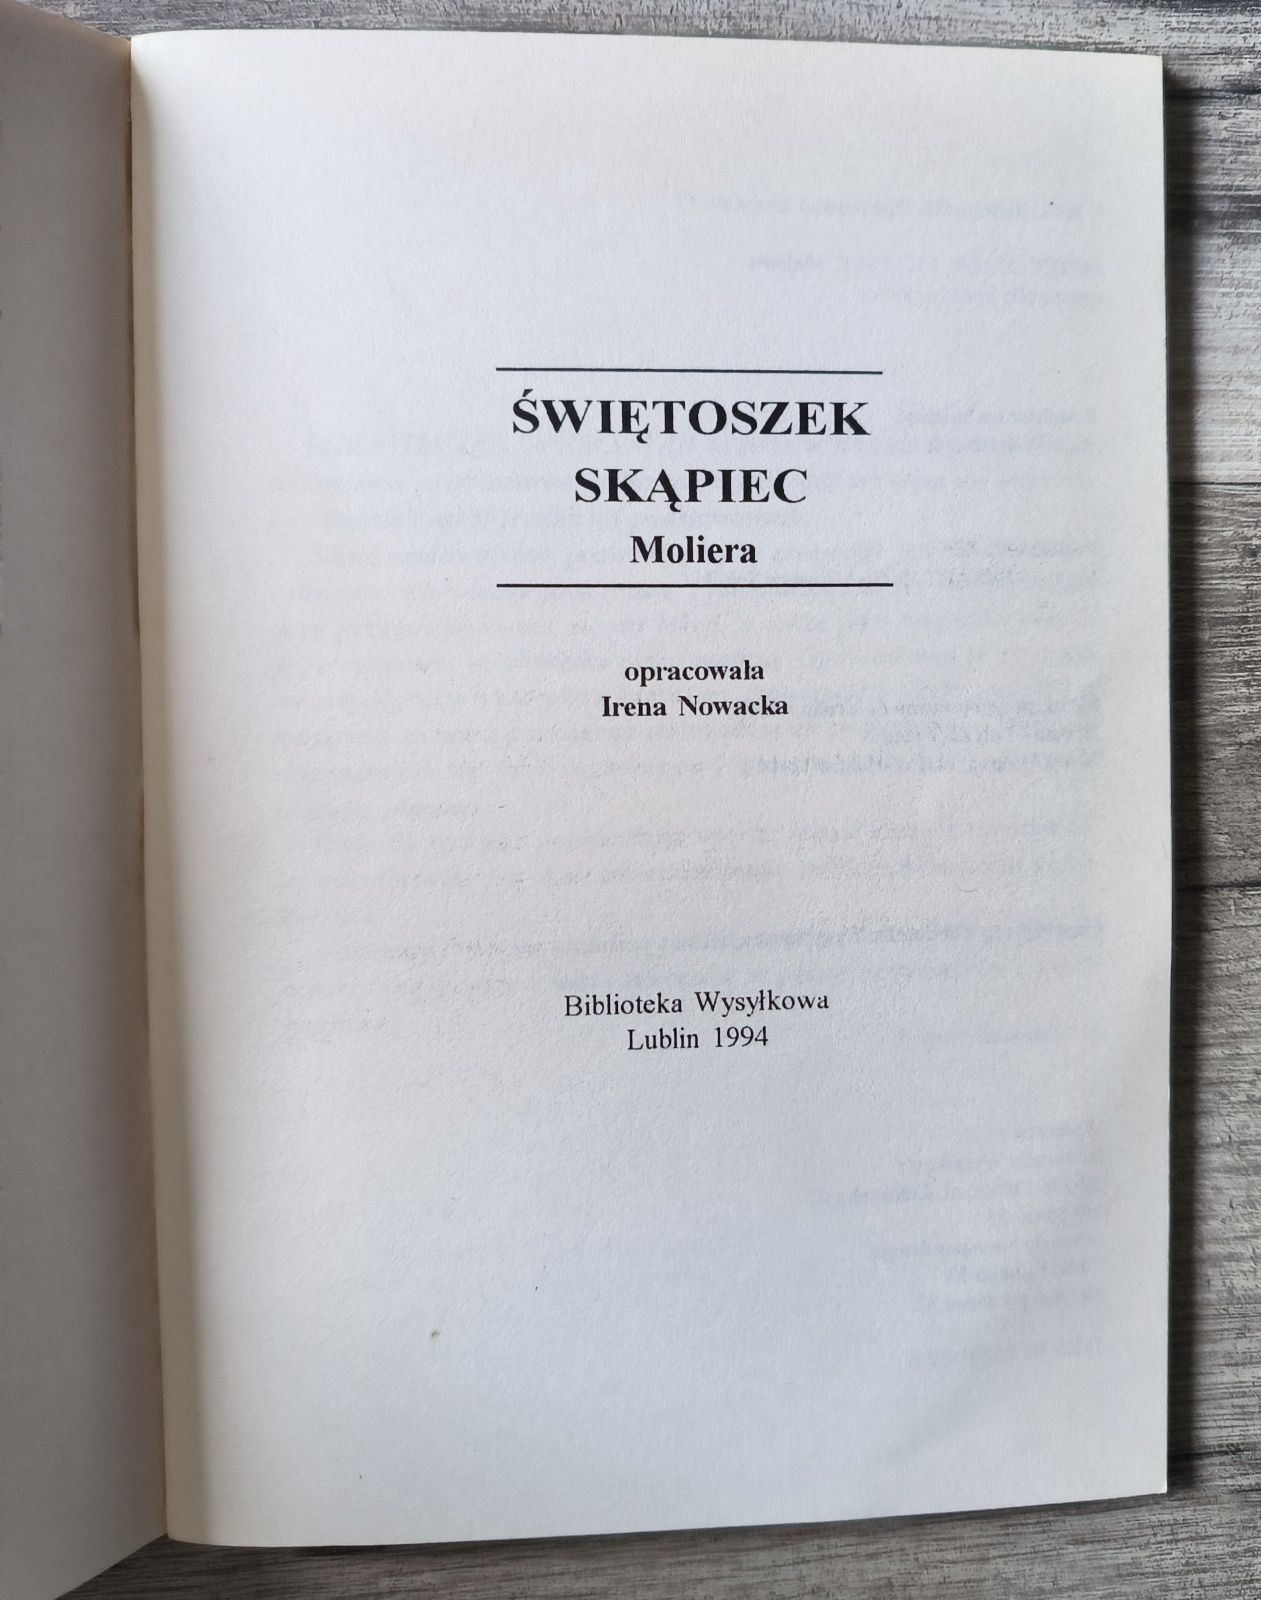 ŚWIĘTOSZEK
SKĄPIEC
Moliera
opracowała
Irena Nowacka
Biblioteka Wysyłkowa
Lublin 1994